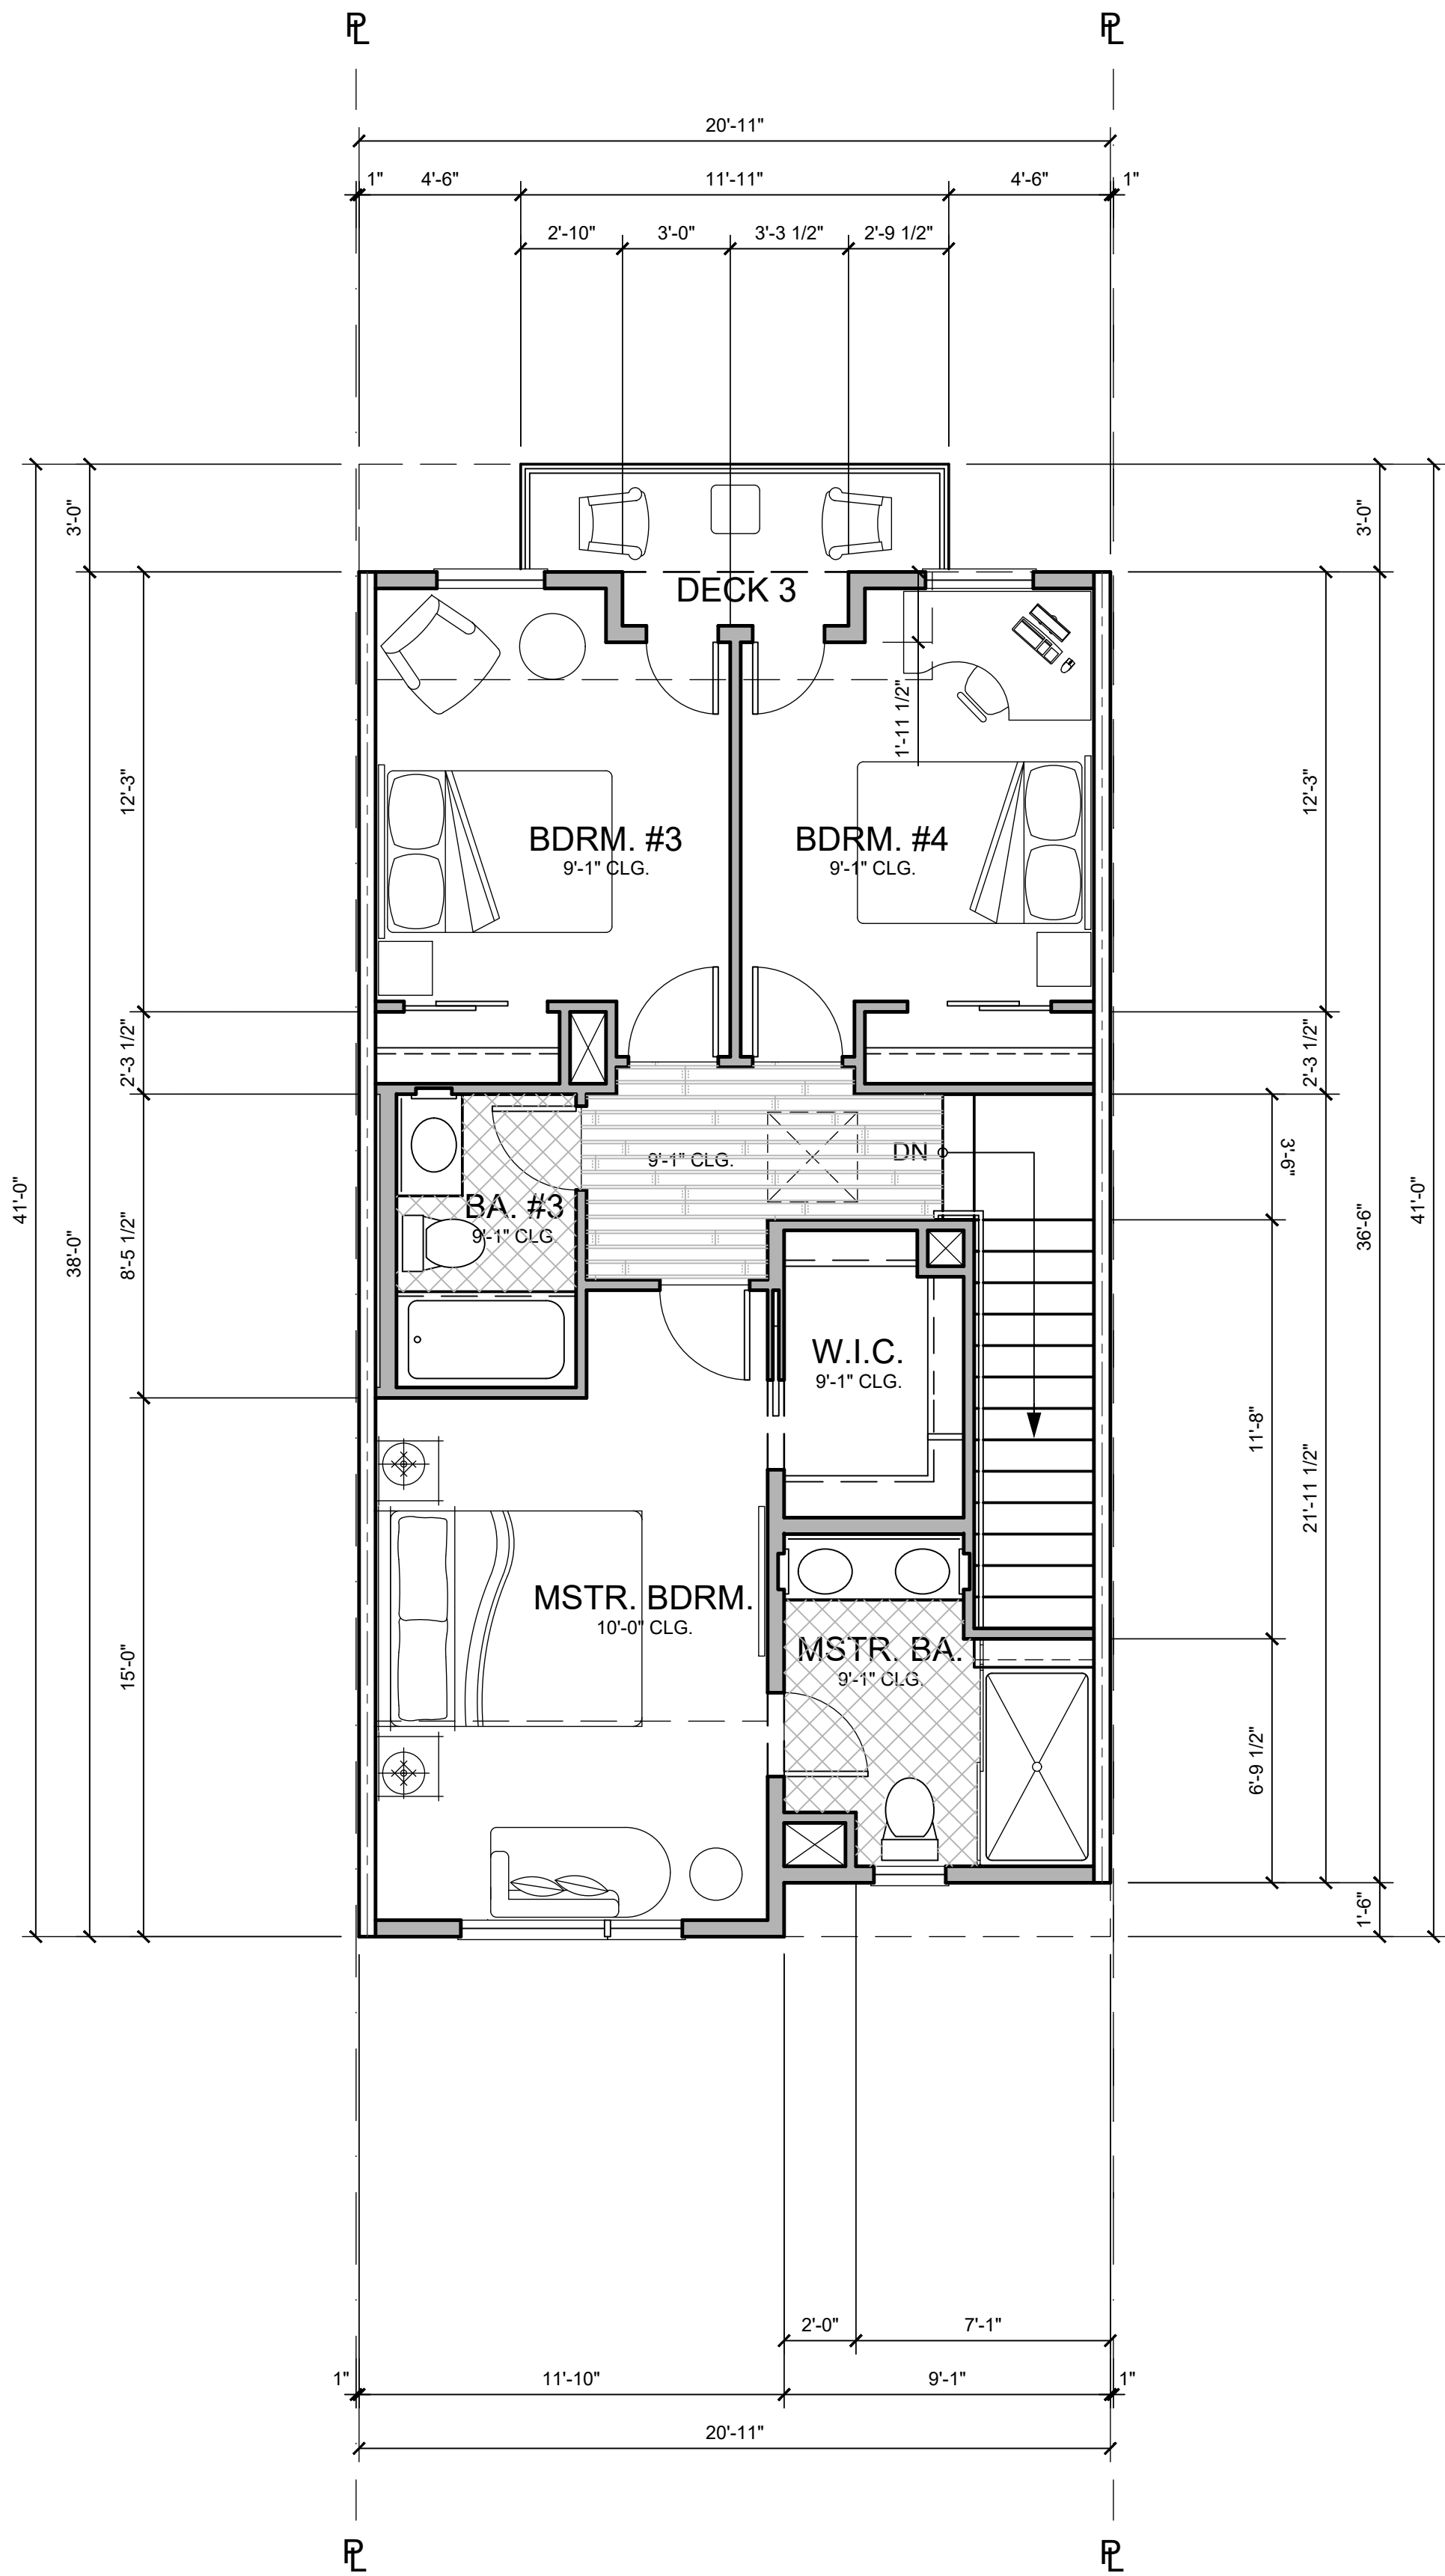 PL PL
20'-11"
1" 4'-6" 11'-11" 4'-6" 1"
2'-10" 3'-0" 3'-3 1/2" 2'-9 1/2"
3'-0"
3'-0"
DECK 3
1'-11 1/2"
12'-3"
12'-3"
BDRM. #3
9'-1" CLG.
BDRM. #4
9'-1" CLG.
2'-3 1/2"
2'-3 1/2"
9'-1" CLG.
DN
3'-6"
BA. #3
9'-1" CLG.
41'-0"
38'-0"
8'-5 1/2"
36'-6"
41'-0"
W.I.C.
9'-1" CLG.
11'-8"
21'-11 1/2"
MSTR. BDRM.
10'-0" CLG.
MSTR. BA.
9'-1" CLG.
15'-0"
6'-9 1/2"
1'-6"
2'-0" 7'-1"
1" 11'-10" 9'-1" 1"
20'-11"
PL PL